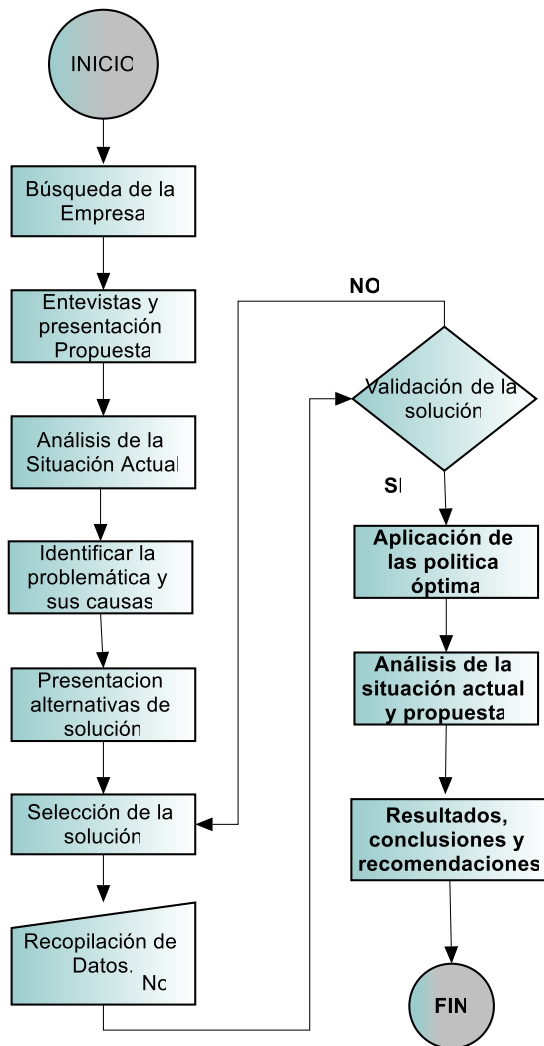 INICIO
Búsqueda de la
Empresa
Entevistas y
presentación
Propuesta
Análisis de la
Situación Actual
Identificar la
problemática y
sus causas
Presentacion
alternativas de
solución
Selección de la
solución
Recopilación de
Datos.
No
NO
Validación de la
solución
SI
Aplicación de
las politica
óptima
Análisis de la
situación actual
y propuesta
Resultados,
conclusiones y
recomendaciones
FIN